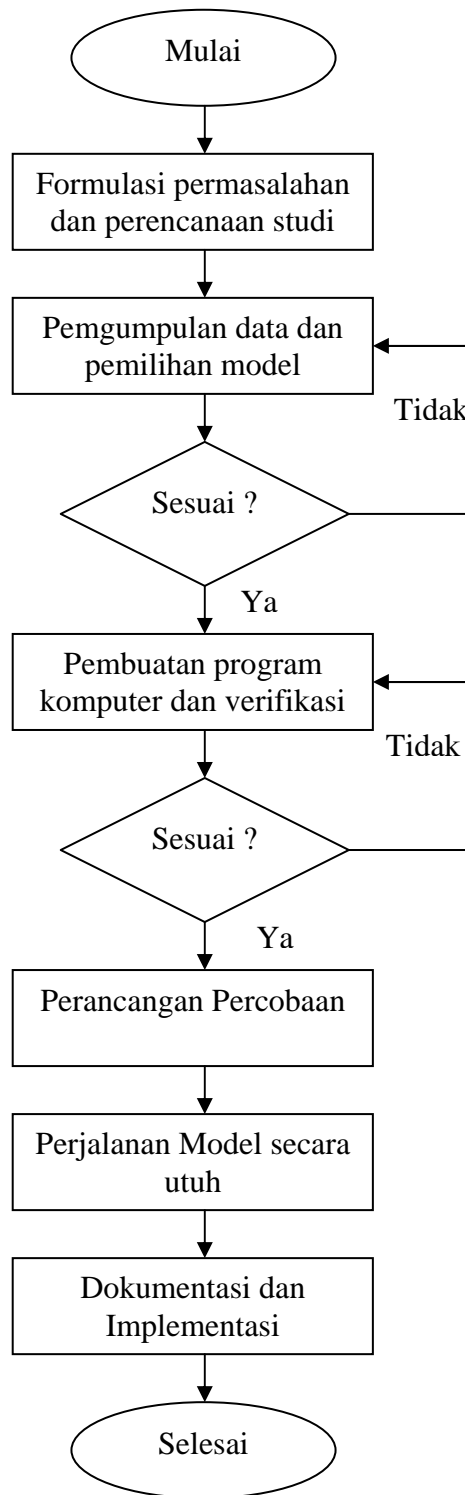 Mulai
Formulasi permasalahan
dan perencanaan studi
Pemgumpulan data dan
pemilihan model
Tidak
Sesuai ?
Ya
Pembuatan program
komputer dan verifikasi
Tidak
Sesuai ?
Ya
Perancangan Percobaan
Perjalanan Model secara
utuh
Dokumentasi dan
Implementasi
Selesai